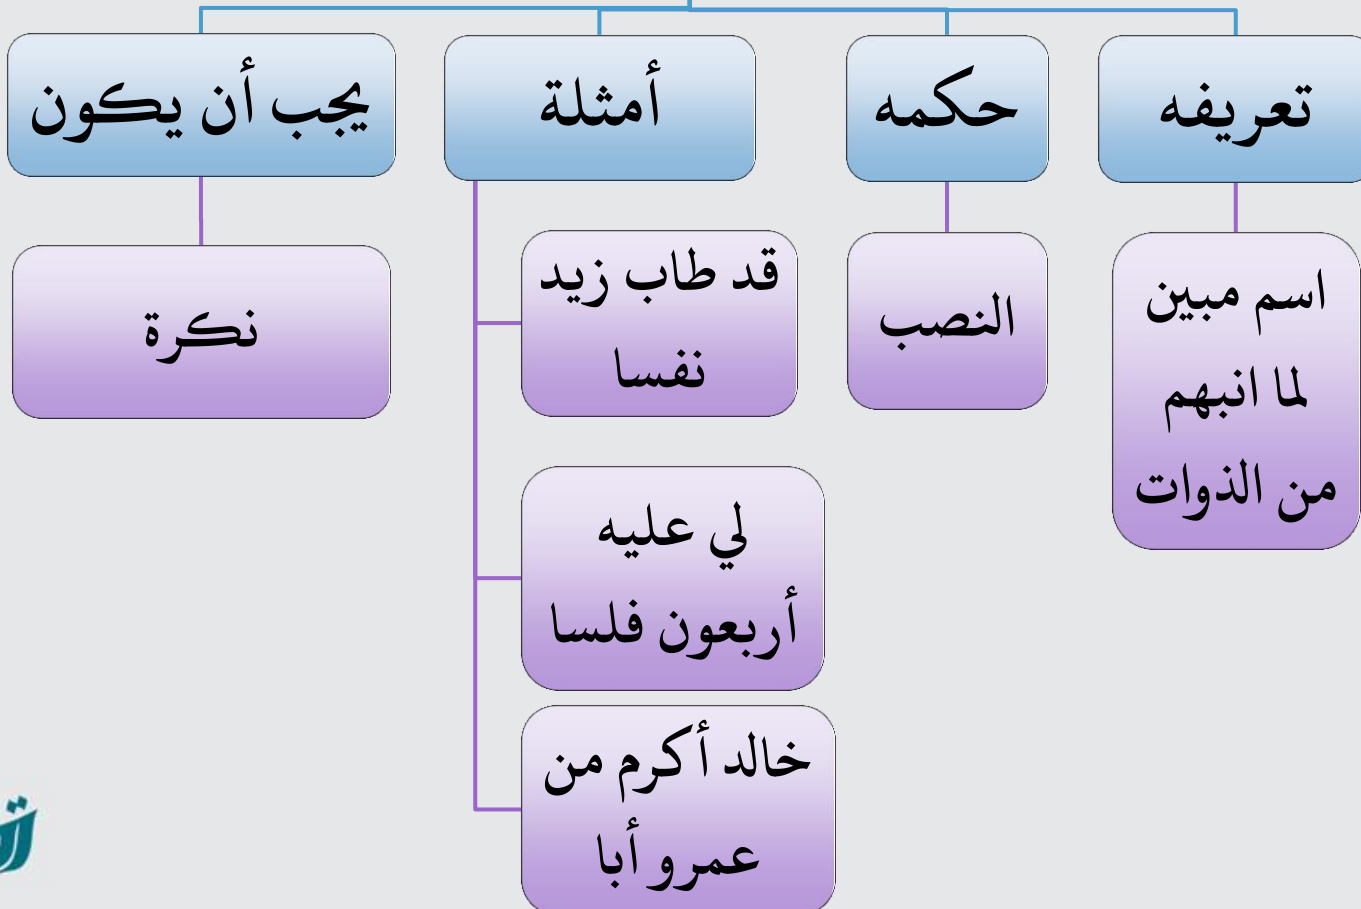 تعريفه
حكمه
أمثلة
يجب أن يكون
اسم مبين
لما انبهم
من الذوات
النصب
قد طاب زيد
نفسا
لي عليه
أربعون فلسا
خالد أكرم من
عمرو أبا
نكرة